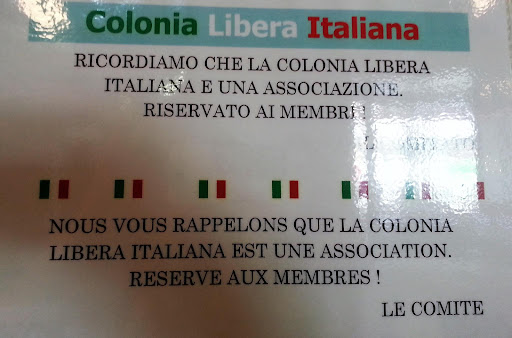 Colonia Libera Italiana
RICORDIAMO CHE LA COLONIA LIBERA
ITALIANA E UNA ASSOCIAZIONE.
RISERVATO AI MEMBRI!
NOUS VOUS RAPPELONS QUE LA COLONIA
LIBERA ITALIANA EST UNE ASSOCIATION.
RESERVE AUX MEMBRES !
LE COMITE